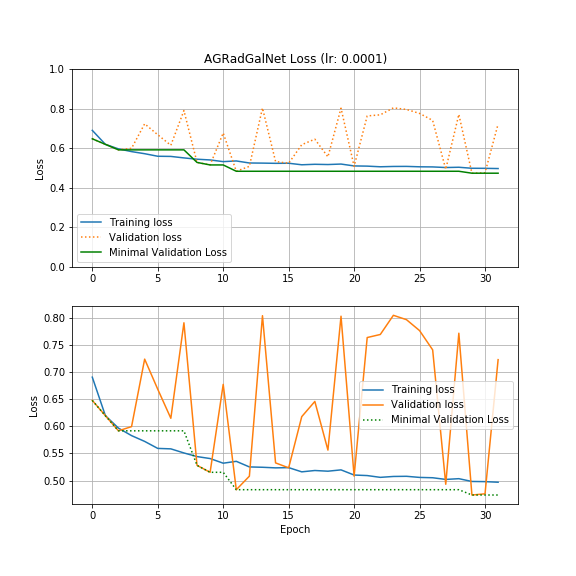 AGRadGalNet Loss (lr: 0.0001)
1.0
0.8
0.6
0.4
0.2
0.0
Loss
Training loss
Validation loss
Minimal Validation Loss
0 5 10 15 20 25 30
0.80
0.75
0.70
0.65
0.60
0.55
0.50
Loss
Training loss
Validation loss
Minimal Validation Loss
0 5 10 15 20 25 30
Epoch